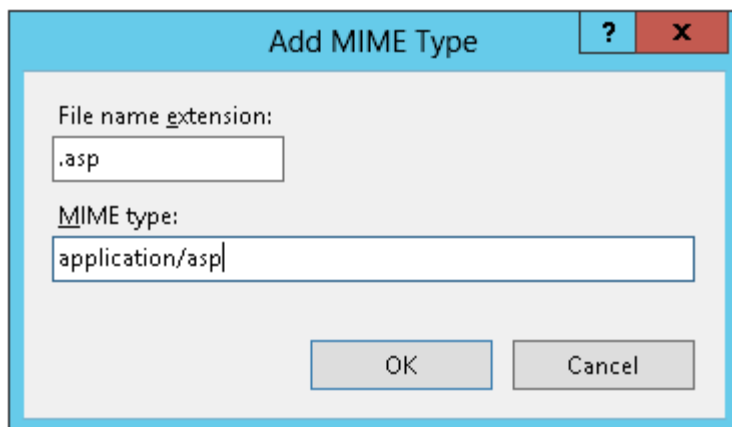 Add MIME Type
?
x
File name extension:
.asp
MIME type:
application/asp
OK
Cancel